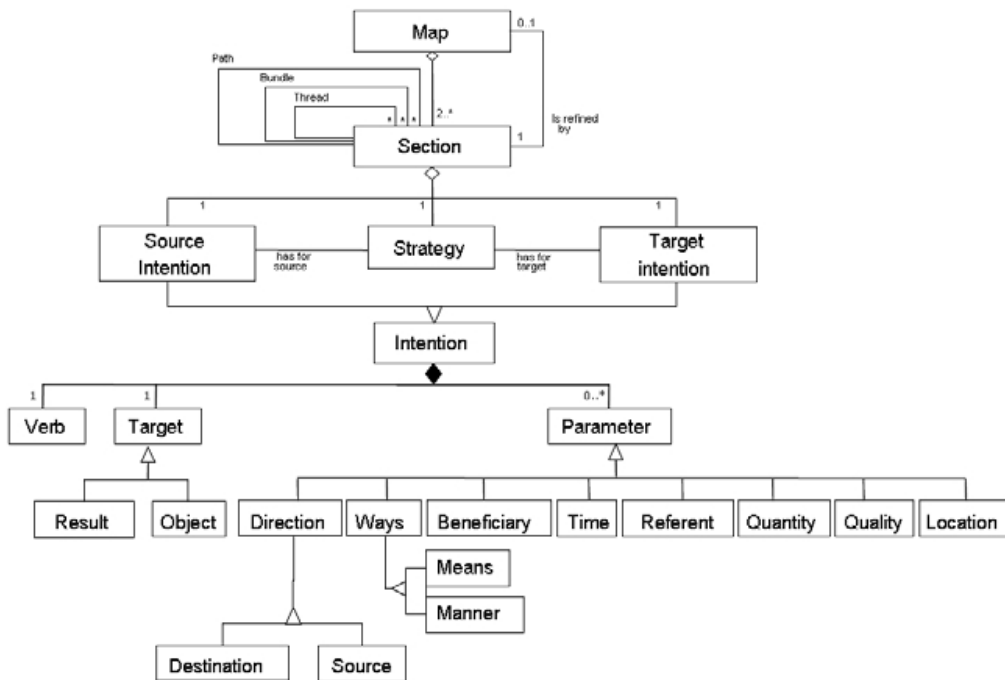 Map
0..1
Path
Bundle
Thread
* * *
2..*
Is refined
by
1
Section
1
1
1
Source
Intention
has for
source
Strategy
has for
target
Target
intention
Intention
1
1
0..*
Verb
Target
Parameter
Result
Object
Direction
Ways
Beneficiary
Time
Referent
Quantity
Quality
Location
Means
Manner
Destination
Source